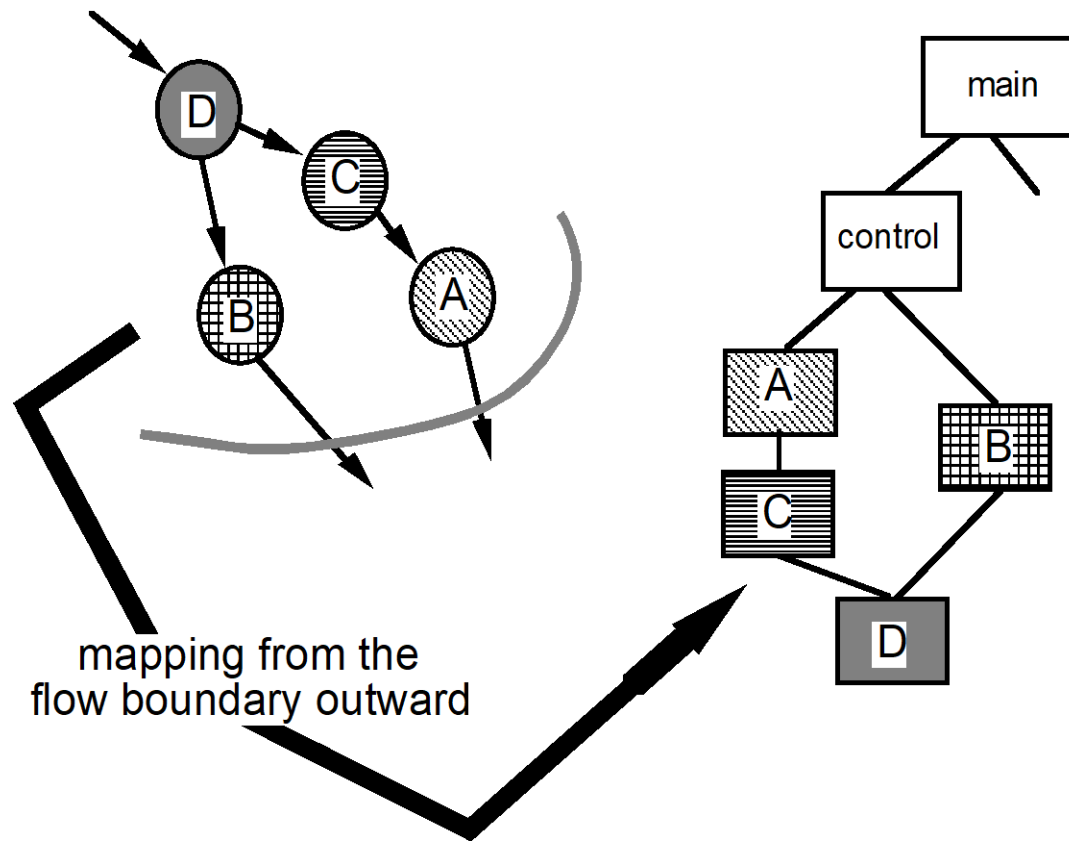 D
C
B
A
main
control
A
B
C
D
mapping from the
flow boundary outward